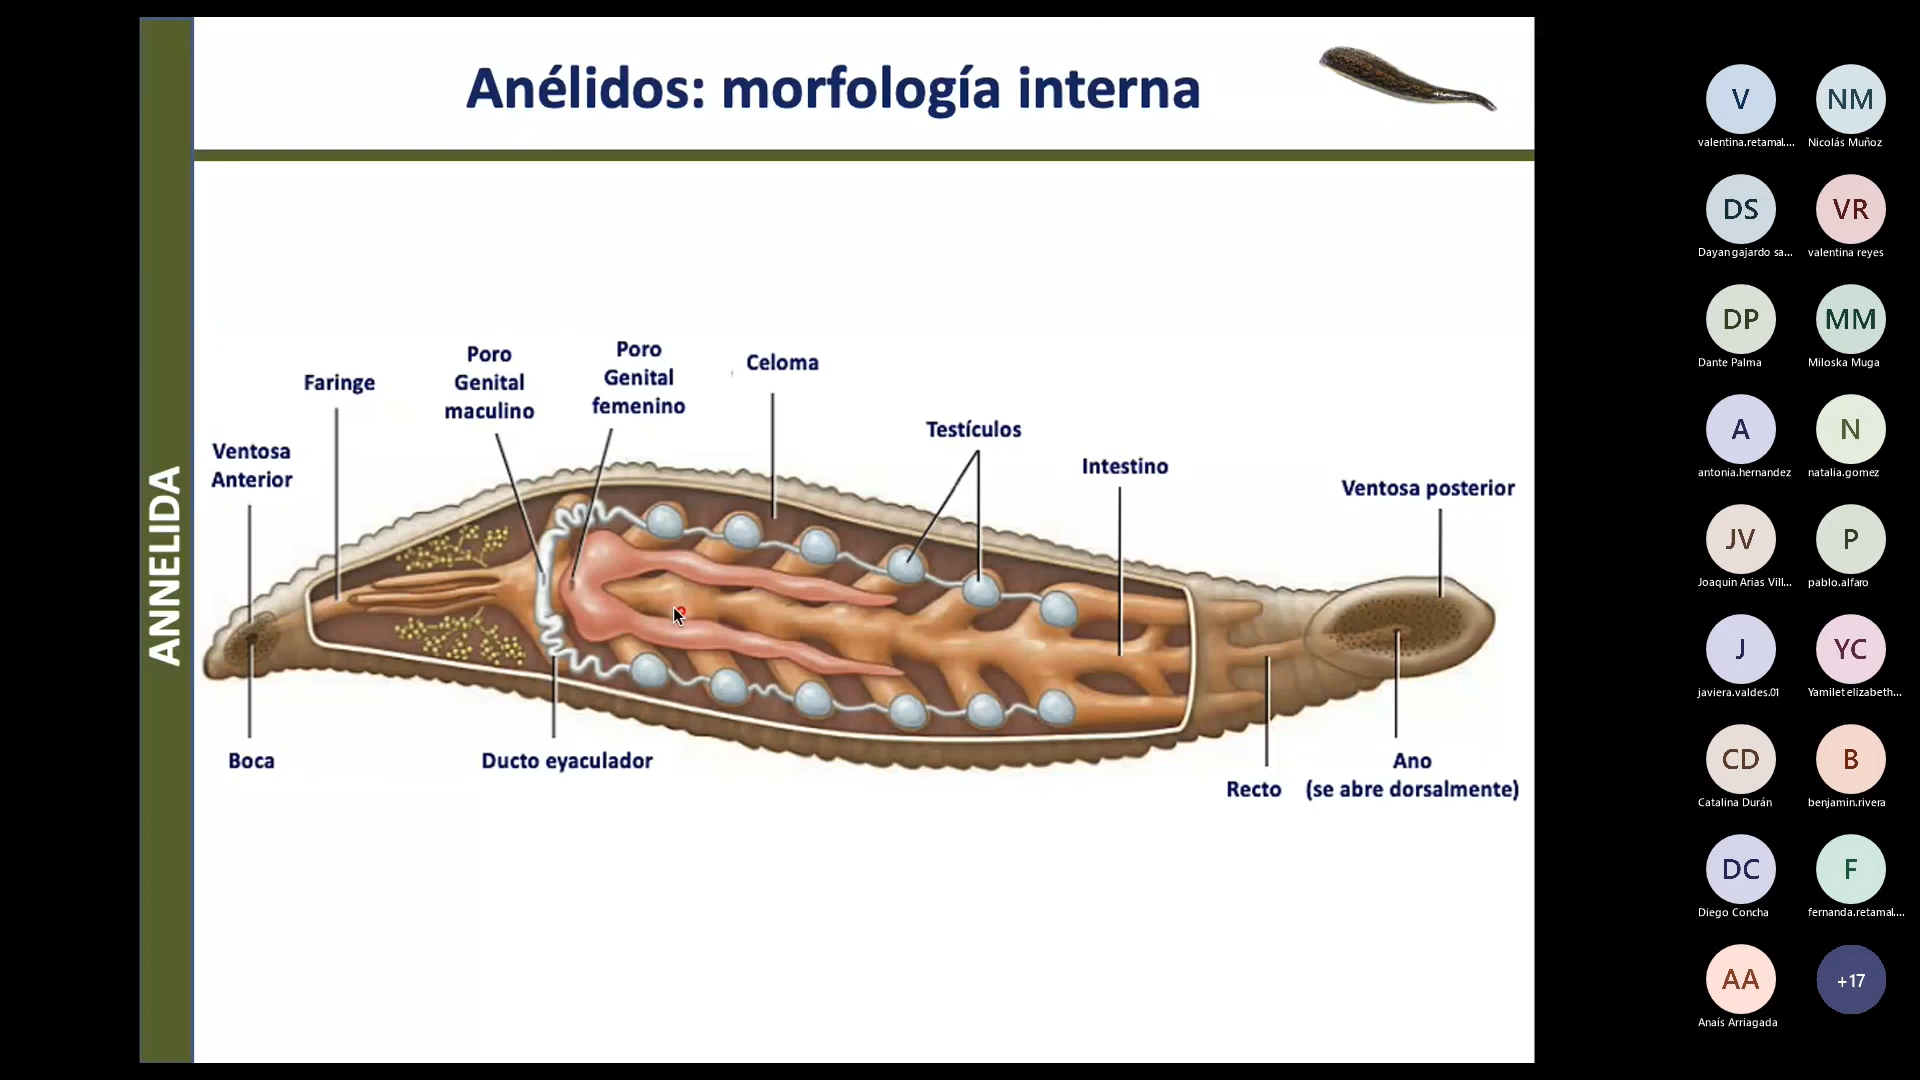 Anélidos: morfología interna
ANNELIDA
Ventosa
Anterior
Faringe
Poro
Genital
maculino
Poro
Genital
femenino
Celoma
Testículos
Intestino
Ventosa posterior
Boca
Ducto eyaculador
Recto
Ano
(se abre dorsalmente)
V
valentina.retamal....
NM
Nicolás Muñoz
DS
Dayan gajardo sa...
VR
valentina reyes
DP
Dante Palma
MM
Miloska Muga
A
antonia.hernandez
N
natalia.gomez
JV
Joaquin Arias Vill...
P
pablo.alfaro
J
javiera.valdes.01
YC
Yamilet elizabeth...
CD
Catalina Durán
B
benjamin.rivera
DC
Diego Concha
F
fernanda.retamal....
AA
Anaís Arriagada
+17